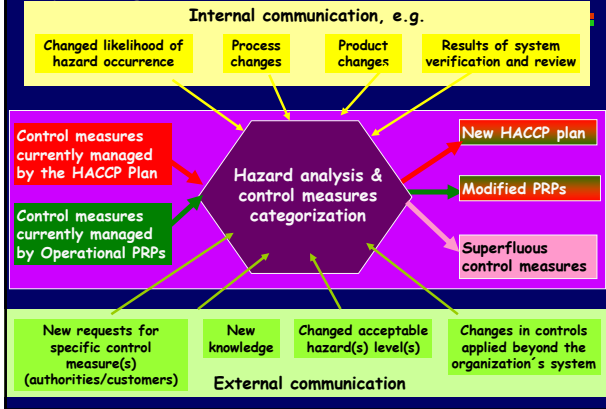 Internal communication, e.g.
Changed likelihood of
hazard occurrence
Process
changes
Product
changes
Results of system
verification and review
Control measures
currently managed
by the HACCP Plan
Control measures
currently managed
by Operational PRPs
Hazard analysis &
control measures
categorization
New HACCP plan
Modified PRPs
Superfluous
control measures
New requests for
specific control
measure(s)
(authorities/customers)
New
knowledge
Changed acceptable
hazard(s) level(s)
Changes in controls
applied beyond the
organization´s system
External communication